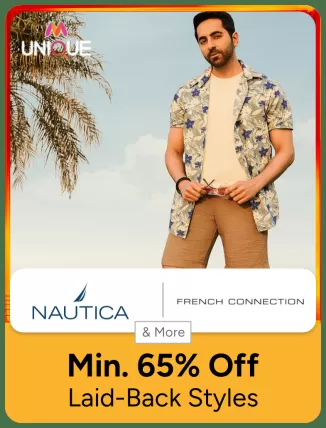 UNIQUE
NAUTICA
FRENCH CONNECTION
& More
Min. 65% Off
Laid-Back Styles